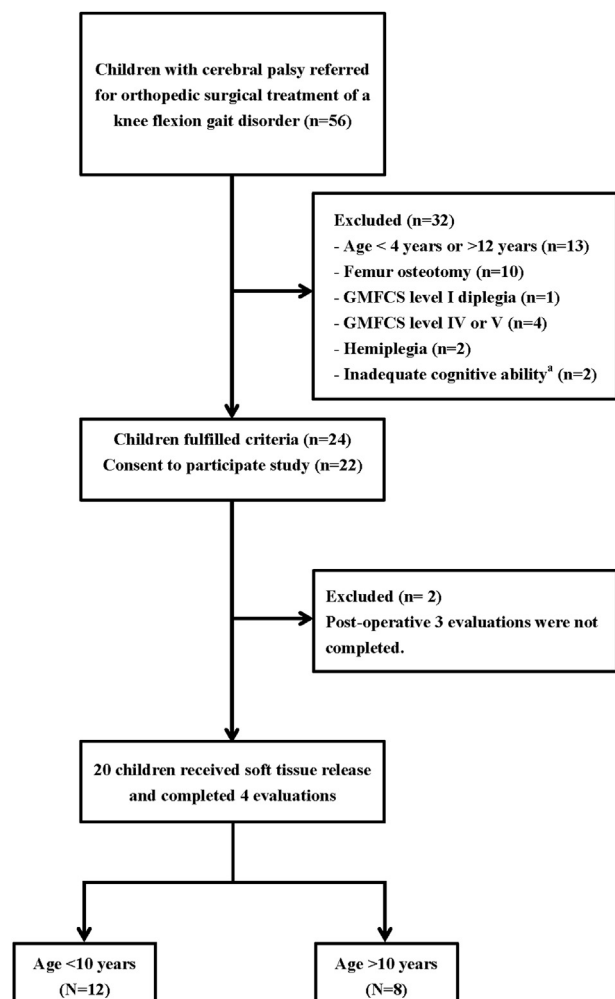 Children with cerebral palsy referred
for orthopedic surgical treatment of a
knee flexion gait disorder (n=56)
Excluded (n=32)
- Age < 4 years or >12 years (n=13)
- Femur osteotomy (n=10)
- GMFCS level I diplegia (n=1)
- GMFCS level IV or V (n=4)
- Hemiplegia (n=2)
- Inadequate cognitive abilityᵃ (n=2)
Children fulfilled criteria (n=24)
Consent to participate study (n=22)
Excluded (n= 2)
Post-operative 3 evaluations were not
completed.
20 children received soft tissue release
and completed 4 evaluations
Age <10 years
(N=12)
Age >10 years
(N=8)